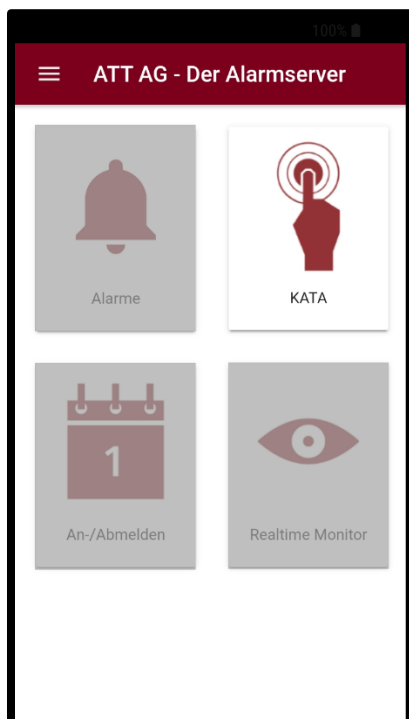 100%
ATT AG - Der Alarmserver
Alarme
KATA
1
An-/Abmelden
Realtime Monitor